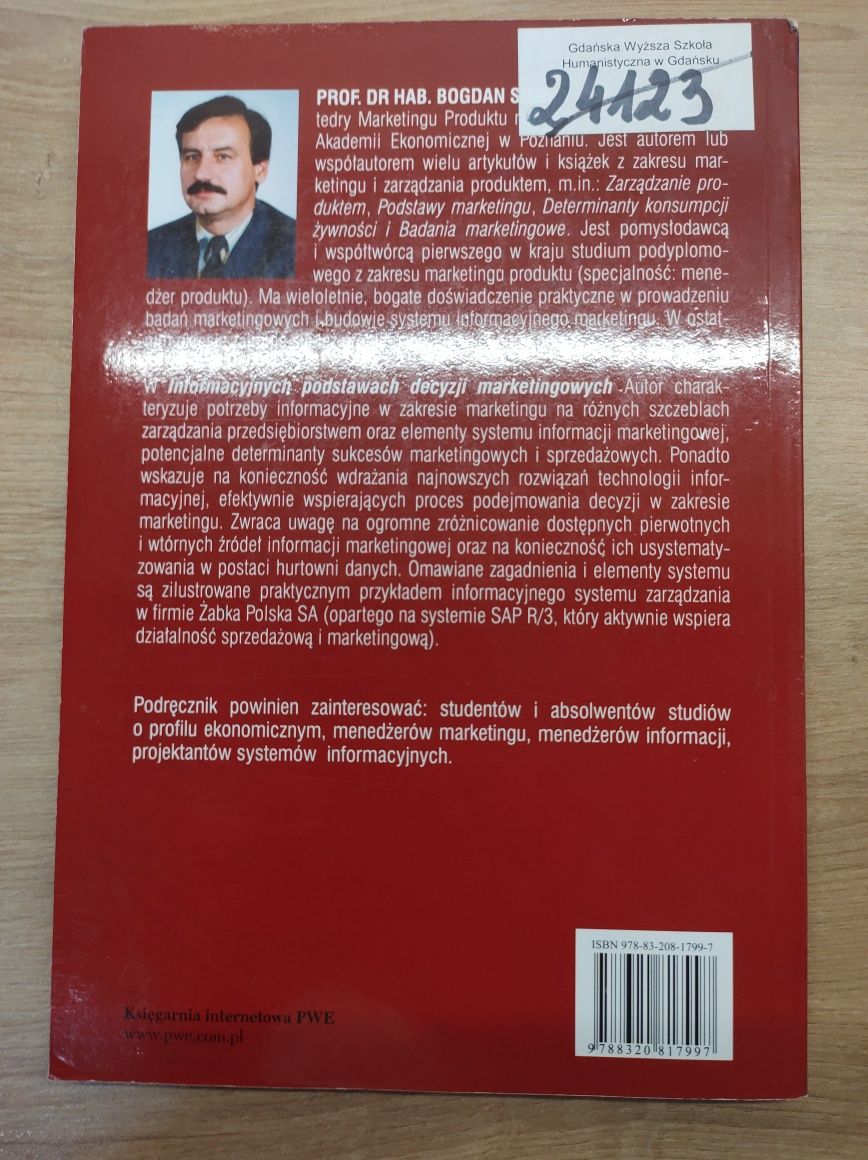 Gdańska Wyższa Szkoła
Humanistyczna w Gdańsku
24123
PROF. DR HAB. BOGDAN
tedry Marketingu Produktu
Akademii Ekonomicznej w Poznaniu. Jest autorem lub
współautorem wielu artykułów i książek z zakresu mar-
ketingu i zarządzania produktem, m.in.: Zarządzanie pro-
duktem, Podstawy marketingu, Determinanty konsumpcji
żywności i Badania marketingowe. Jest pomysłodawcą
i współtwórcą pierwszego w kraju studium podyplomo-
wego z zakresu marketingu produktu (specjalność: mene-
dżer produktu). Ma wieloletnie, bogate doświadczenie praktyczne w prowadzeniu
badań marketingowych i budowie systemu informacyjnego marketingu. W ostat-
W Informacyjnych podstawach decyzji marketingowych Autor charak-
teryzuje potrzeby informacyjne w zakresie marketingu na różnych szczeblach
zarządzania przedsiębiorstwem oraz elementy systemu informacji marketingowej,
potencjalne determinanty sukcesów marketingowych i sprzedażowych. Ponadto
wskazuje na konieczność wdrażania najnowszych rozwiązań technologii infor-
macyjnej, efektywnie wspierających proces podejmowania decyzji w zakresie
marketingu. Zwraca uwagę na ogromne zróżnicowanie dostępnych pierwotnych
i wtórnych źródeł informacji marketingowej oraz na konieczność ich usystematy-
zowania w postaci hurtowni danych. Omawiane zagadnienia i elementy systemu
są zilustrowane praktycznym przykładem informacyjnego systemu zarządzania
w firmie Żabka Polska SA (opartego na systemie SAP R/3, który aktywnie wspiera
działalność sprzedażową i marketingową).
Podręcznik powinien zainteresować: studentów i absolwentów studiów
o profilu ekonomicznym, menedżerów marketingu, menedżerów informacji,
projektantów systemów informacyjnych.
ISBN 978-83-208-1799-7
9 788320 817997
Księgarnia internetowa PWE
www.pwe.com.pl